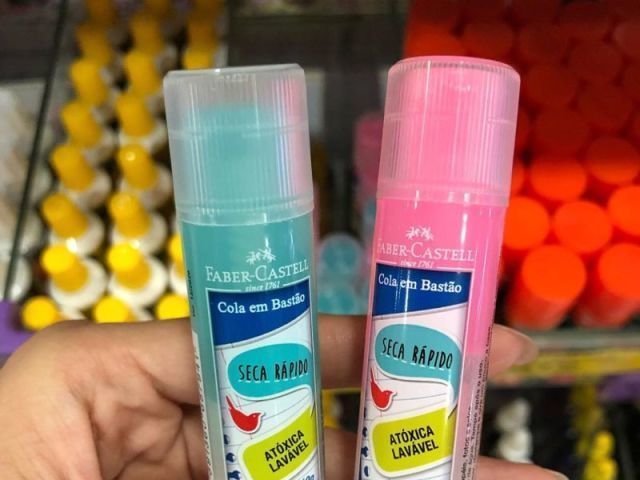 FABER-CASTELL
since 1761
Cola em Bastão
SECA RÁPIDO
ATÓXICA
LAVÁVEL
FABER-CASTELL
since 1761
Cola em Bastão
SECA RÁPIDO
ATÓXICA
LAVÁVEL